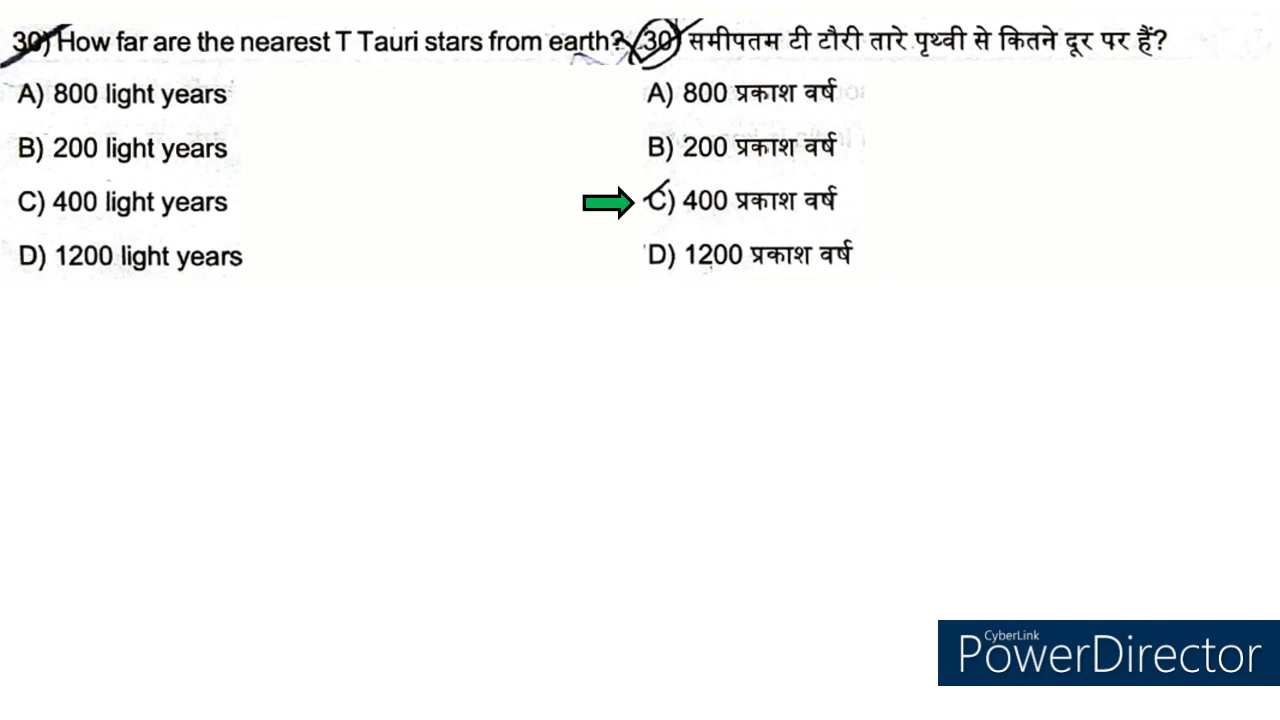 30) How far are the nearest T Tauri stars from earth?
A) 800 light years
B) 200 light years
C) 400 light years
D) 1200 light years
30) समीपतम टी टौरी तारे पृथ्वी से कितने दूर पर हैं?
A) 800 प्रकाश वर्ष
B) 200 प्रकाश वर्ष
C) 400 प्रकाश वर्ष
D) 1200 प्रकाश वर्ष
CyberLink
PowerDirector